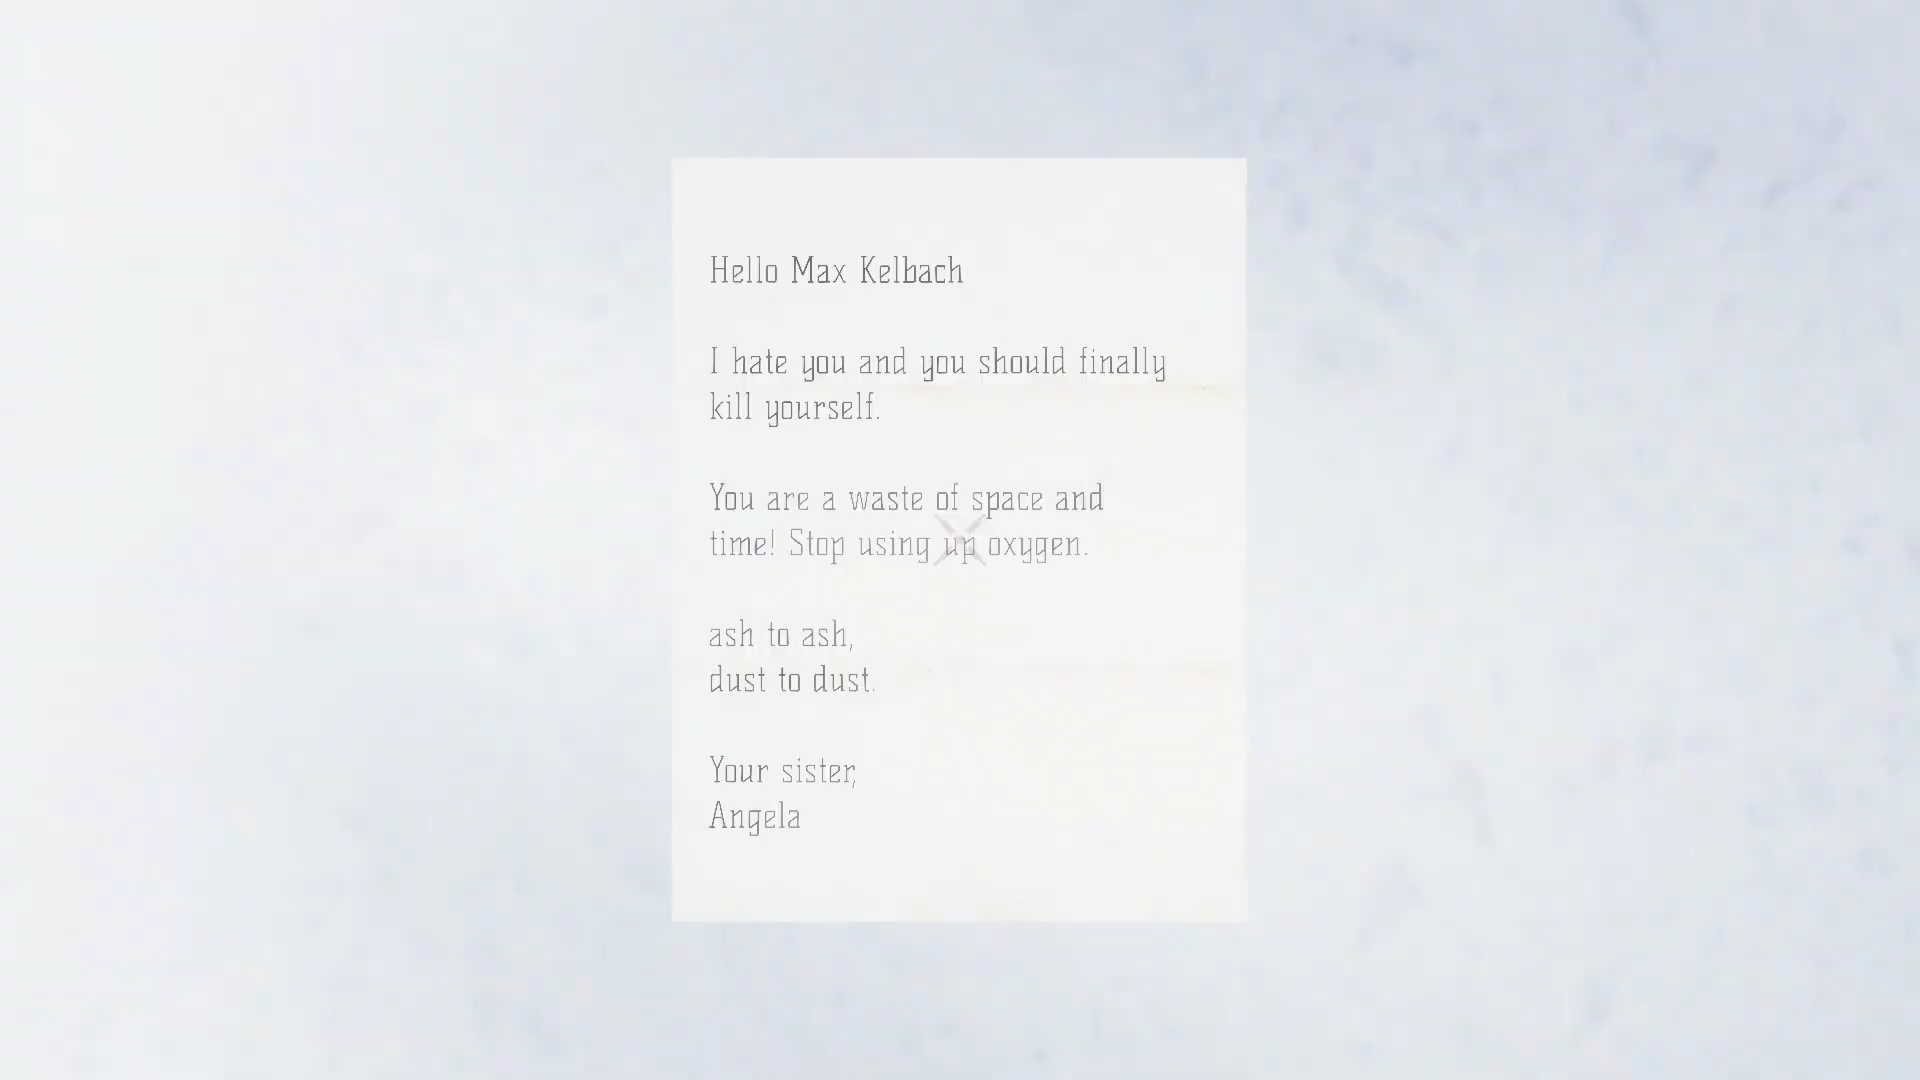 Hello Max Kelbach
I hate you and you should finally
kill yourself.
You are a waste of space and
time! Stop using up oxygen.
ash to ash,
dust to dust.
Your sister,
Angela